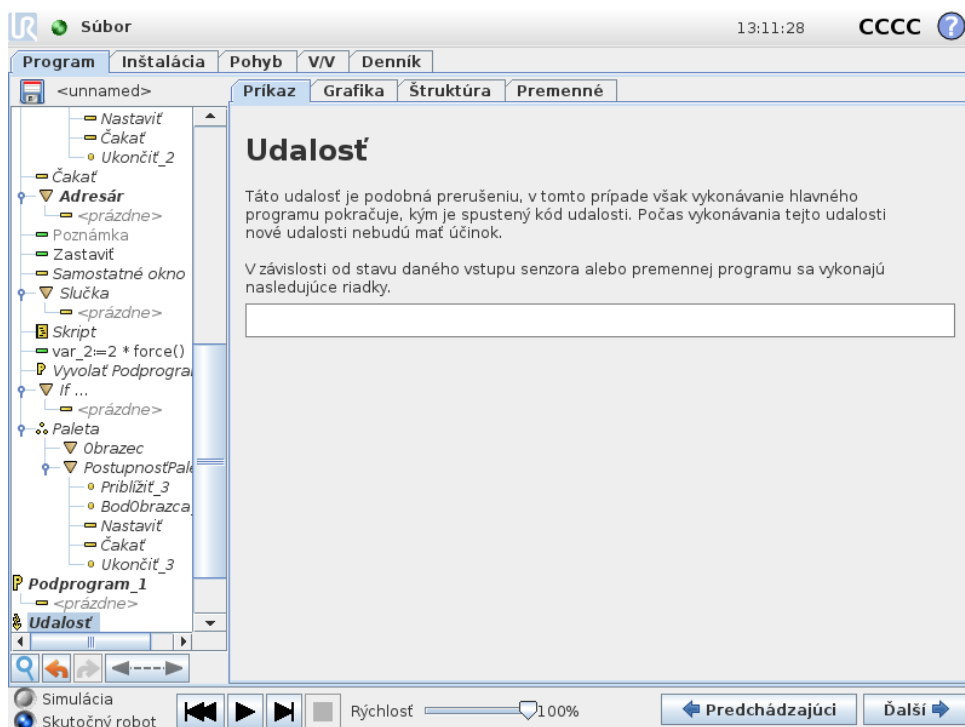 Súbor
13:11:28
CCCC
?
Program Inštalácia Pohyb V/V Denník
<unnamed>
Príkaz Grafika Štruktúra Premenné
Nastaviť
Čakať
Ukončiť_2
Čakať
Adresár
<prázdne>
Poznámka
Zastaviť
Samostatné okno
Slučka
<prázdne>
Skript
var_2:=2 * force()
Vyvolať Podprogra
If ...
<prázdne>
Paleta
Obrazec
PostupnosťPale
Priblížiť_3
BodObrazca_
Nastaviť
Čakať
Ukončiť_3
Podprogram_1
<prázdne>
Udalosť
Udalosť
Táto udalosť je podobná prerušeniu, v tomto prípade však vykonávanie hlavného
programu pokračuje, kým je spustený kód udalosti. Počas vykonávania tejto udalosti
nové udalosti nebudú mať účinok.
V závislosti od stavu daného vstupu senzora alebo premennej programu sa vykonajú
nasledujúce riadky.
Simulácia
Skutočný robot
Rýchlosť
100%
Predchádzajúci
Ďalší